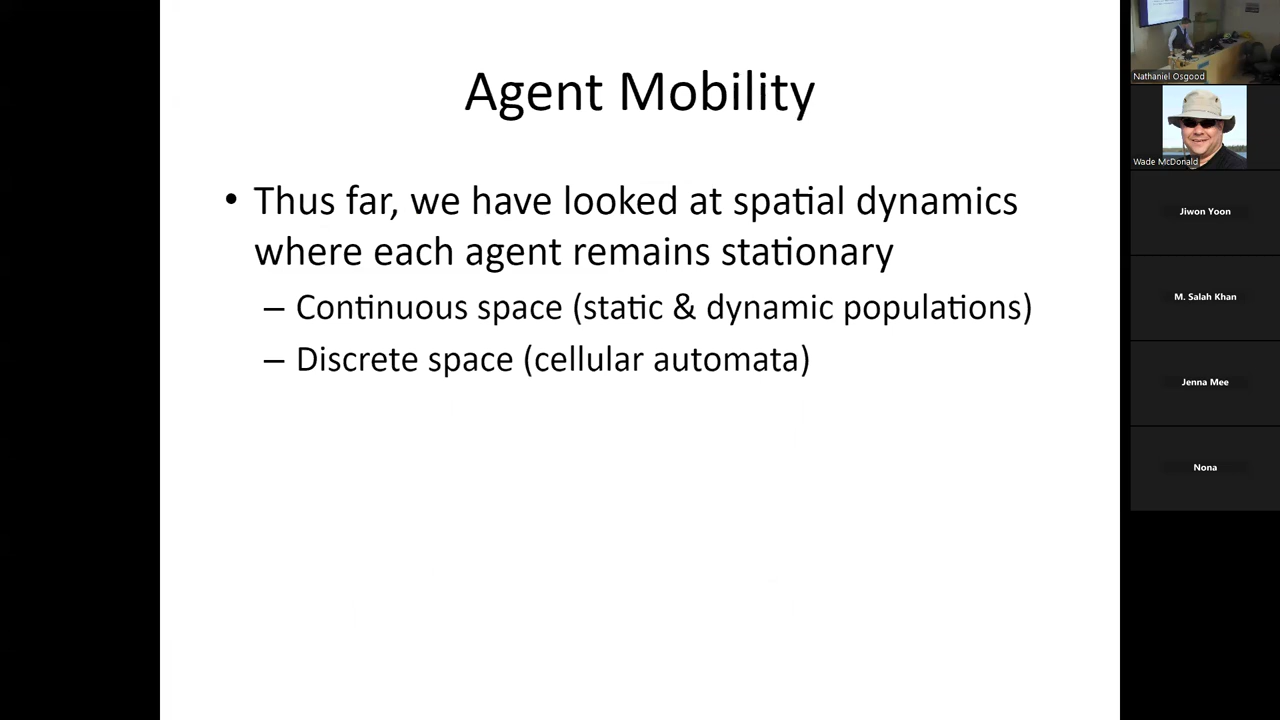 Agent Mobility
• Thus far, we have looked at spatial dynamics
where each agent remains stationary
– Continuous space (static & dynamic populations)
– Discrete space (cellular automata)
Nathaniel Osgood
Wade McDonald
Jiwon Yoon
M. Salah Khan
Jenna Mee
Nona